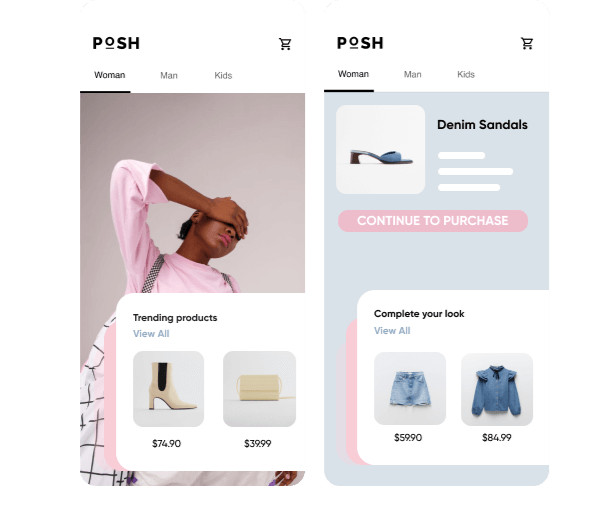 POSH
Woman Man Kids
Trending products
View All
$74.90 $39.99
POSH
Woman Man Kids
Denim Sandals
CONTINUE TO PURCHASE
Complete your look
View All
$59.90 $84.99